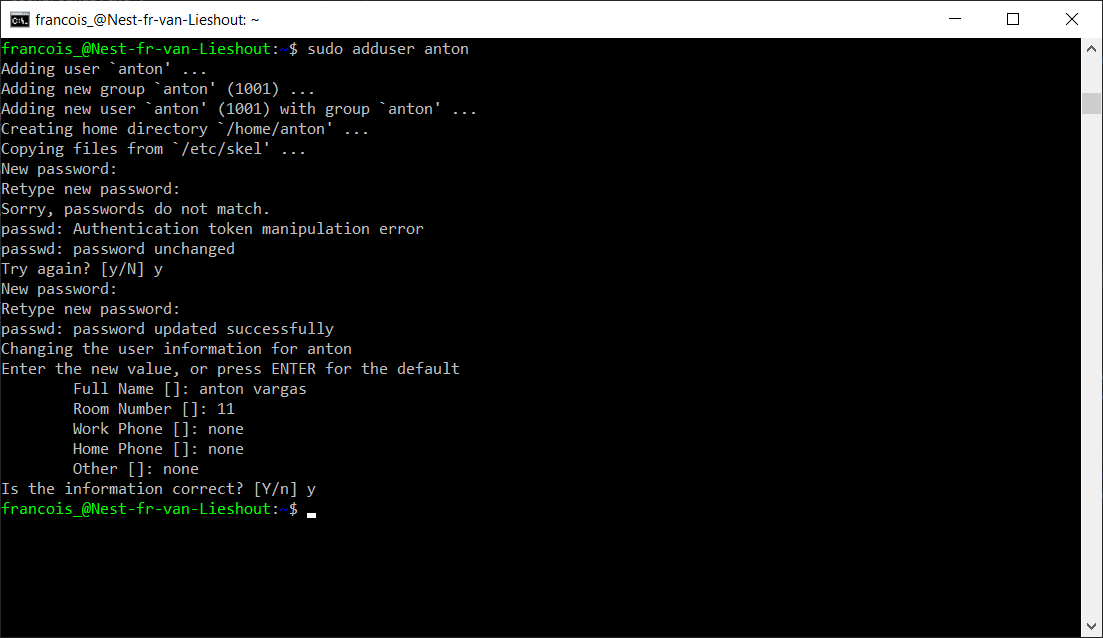 francois_@Nest-fr-van-Lieshout: ~
francois_@Nest-fr-van-Lieshout:~$ sudo adduser anton
Adding user `anton' ...
Adding new group `anton' (1001) ...
Adding new user `anton' (1001) with group `anton' ...
Creating home directory `/home/anton' ...
Copying files from `/etc/skel' ...
New password:
Retype new password:
Sorry, passwords do not match.
passwd: Authentication token manipulation error
passwd: password unchanged
Try again? [y/N] y
New password:
Retype new password:
passwd: password updated successfully
Changing the user information for anton
Enter the new value, or press ENTER for the default
        Full Name []: anton vargas
        Room Number []: 11
        Work Phone []: none
        Home Phone []: none
        Other []: none
Is the information correct? [Y/n] y
francois_@Nest-fr-van-Lieshout:~$